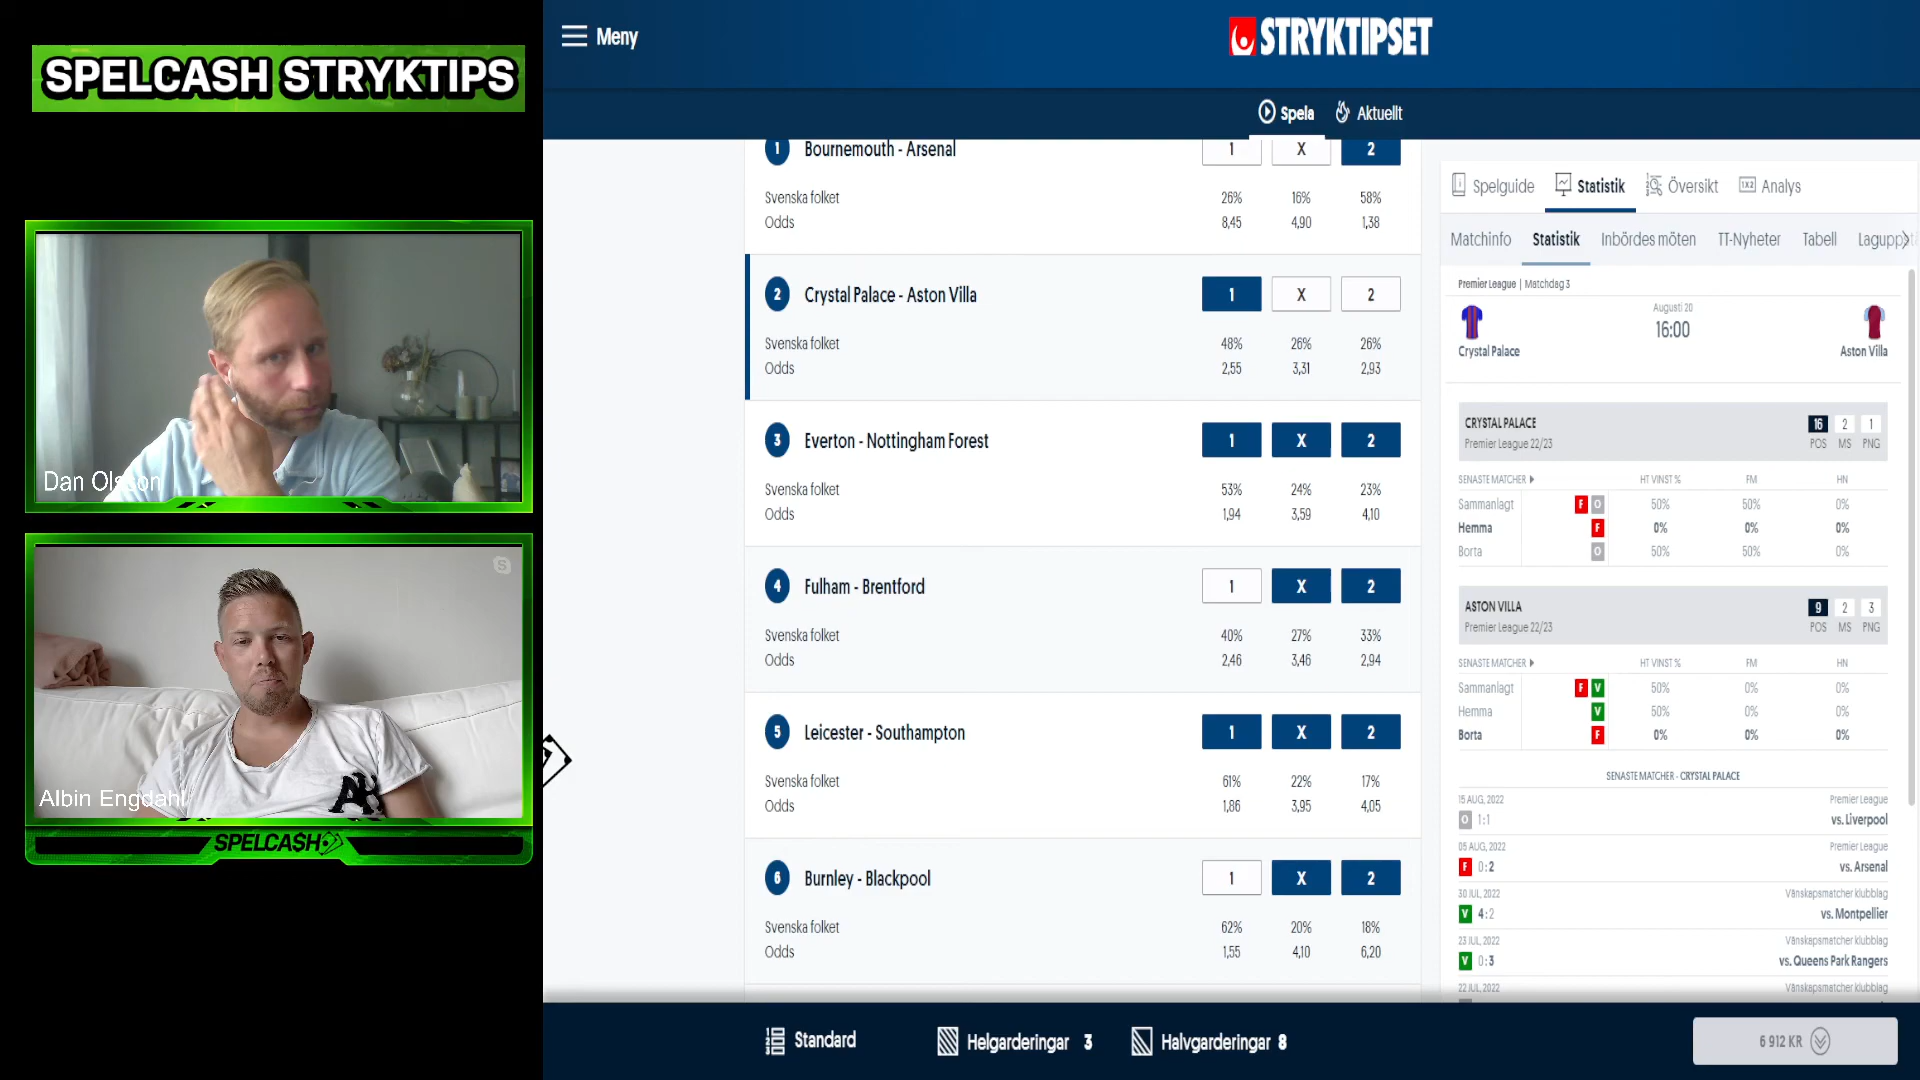 SPELCASH STRYKTIPS
Dan Olsson
Albin Engdahl
SPELCASH
Meny
STRYKTIPSET
Spela
Aktuellt
1 Bournemouth - Arsenal 1 X 2
Svenska folket 26% 16% 58%
Odds 8,45 4,90 1,38
2 Crystal Palace - Aston Villa 1 X 2
Svenska folket 48% 26% 26%
Odds 2,55 3,31 2,93
3 Everton - Nottingham Forest 1 X 2
Svenska folket 53% 24% 23%
Odds 1,94 3,59 4,10
4 Fulham - Brentford 1 X 2
Svenska folket 40% 27% 33%
Odds 2,46 3,46 2,94
5 Leicester - Southampton 1 X 2
Svenska folket 61% 22% 17%
Odds 1,86 3,95 4,05
6 Burnley - Blackpool 1 X 2
Svenska folket 62% 20% 18%
Odds 1,55 4,10 6,20
Spelguide Statistik Översikt Analys
Matchinfo Statistik Inbördes möten TT-Nyheter Tabell
Premier League | Matchdag 3
Augusti 20
16:00
Crystal Palace Aston Villa
CRYSTAL PALACE 16 2 1
Premier League 22/23 POS MS PNG
SENASTE MATCHER HT VINST % FM HN
Sammanlagt F O 50% 50% 0%
Hemma F 0% 0% 0%
Borta O 50% 50% 0%
ASTON VILLA 9 2 3
Premier League 22/23 POS MS PNG
SENASTE MATCHER HT VINST % FM HN
Sammanlagt F V 50% 0% 0%
Hemma V 50% 0% 0%
Borta F 0% 0% 0%
SENASTE MATCHER - CRYSTAL PALACE
15 AUG, 2022 Premier League
O 1:1 vs. Liverpool
05 AUG, 2022 Premier League
F 0:2 vs. Arsenal
30 JUL, 2022 Vänskapsmatcher klubblag
V 4:2 vs. Montpellier
23 JUL, 2022 Vänskapsmatcher klubblag
V 0:3 vs. Queens Park Rangers
22 JUL, 2022 Vänskapsmatcher klubblag
Standard
Helgarderingar 3
Halvgarderingar 8
6 912 KR